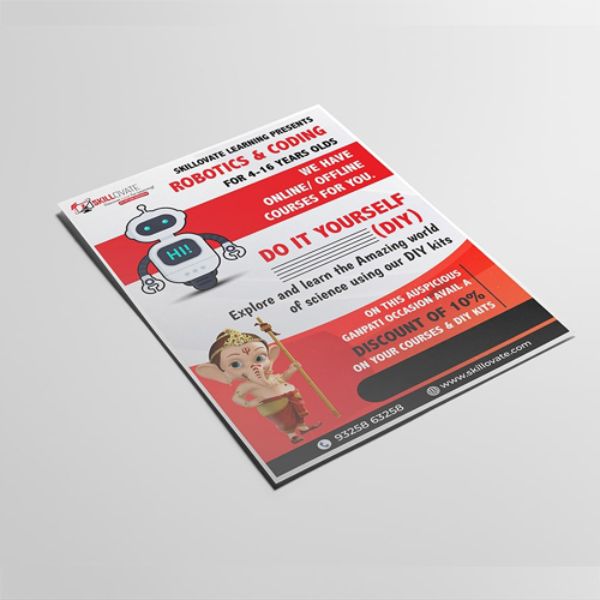 SKILLOVATE
SKILLOVATE LEARNING PRESENTS
ROBOTICS & CODING
FOR 4-16 YEARS OLDS
WE HAVE
ONLINE/ OFFLINE
COURSES FOR YOU.
HI!
DO IT YOURSELF
(DIY)
Explore and learn the Amazing world
of science using our DIY kits
ON THIS AUSPICIOUS
GANPATI OCCASION AVAIL A
DISCOUNT OF 10%
ON YOUR COURSES & DIY KITS
93258 63258
www.skillovate.com